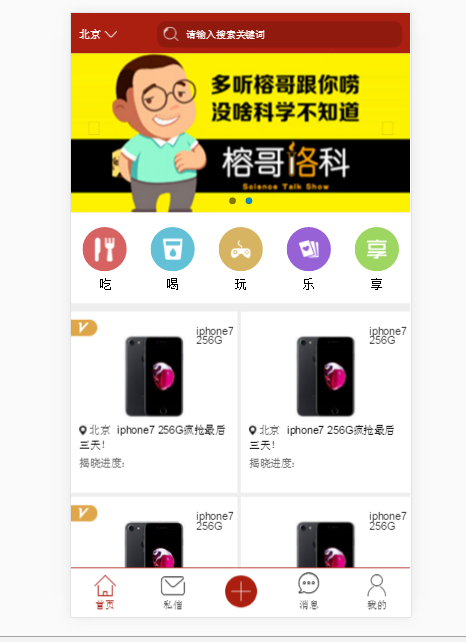 北京
请输入搜索关键词
多听榕哥跟你唠
没啥科学不知道
榕哥烙科
Science Talk Show
吃
喝
玩
乐
享
享
V
iphone7
256G
北京 iphone7 256G疯抢最后
三天!
揭晓进度:
iphone7
256G
北京 iphone7 256G疯抢最后
三天!
揭晓进度:
V
iphone7
256G
iphone7
256G
首页
私信
消息
我的